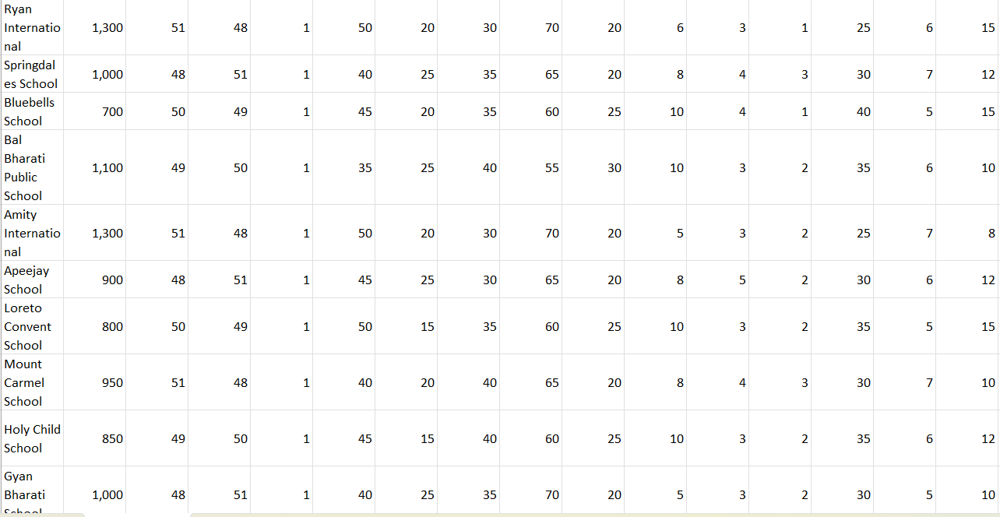 Ryan
Internatio
nal
1,300 51 48 1 50 20 30 70 20 6 3 1 25 6 15
Springdal
es School
1,000 48 51 1 40 25 35 65 20 8 4 3 30 7 12
Bluebells
School
700 50 49 1 45 20 35 60 25 10 4 1 40 5 15
Bal
Bharati
Public
School
1,100 49 50 1 35 25 40 55 30 10 3 2 35 6 10
Amity
Internatio
nal
1,300 51 48 1 50 20 30 70 20 5 3 2 25 7 8
Apeejay
School
900 48 51 1 45 25 30 65 20 8 5 2 30 6 12
Loreto
Convent
School
800 50 49 1 50 15 35 60 25 10 3 2 35 5 15
Mount
Carmel
School
950 51 48 1 40 20 40 65 20 8 4 3 30 7 10
Holy Child
School
850 49 50 1 45 15 40 60 25 10 3 2 35 6 12
Gyan
Bharati
School
1,000 48 51 1 40 25 35 70 20 5 3 2 30 5 10